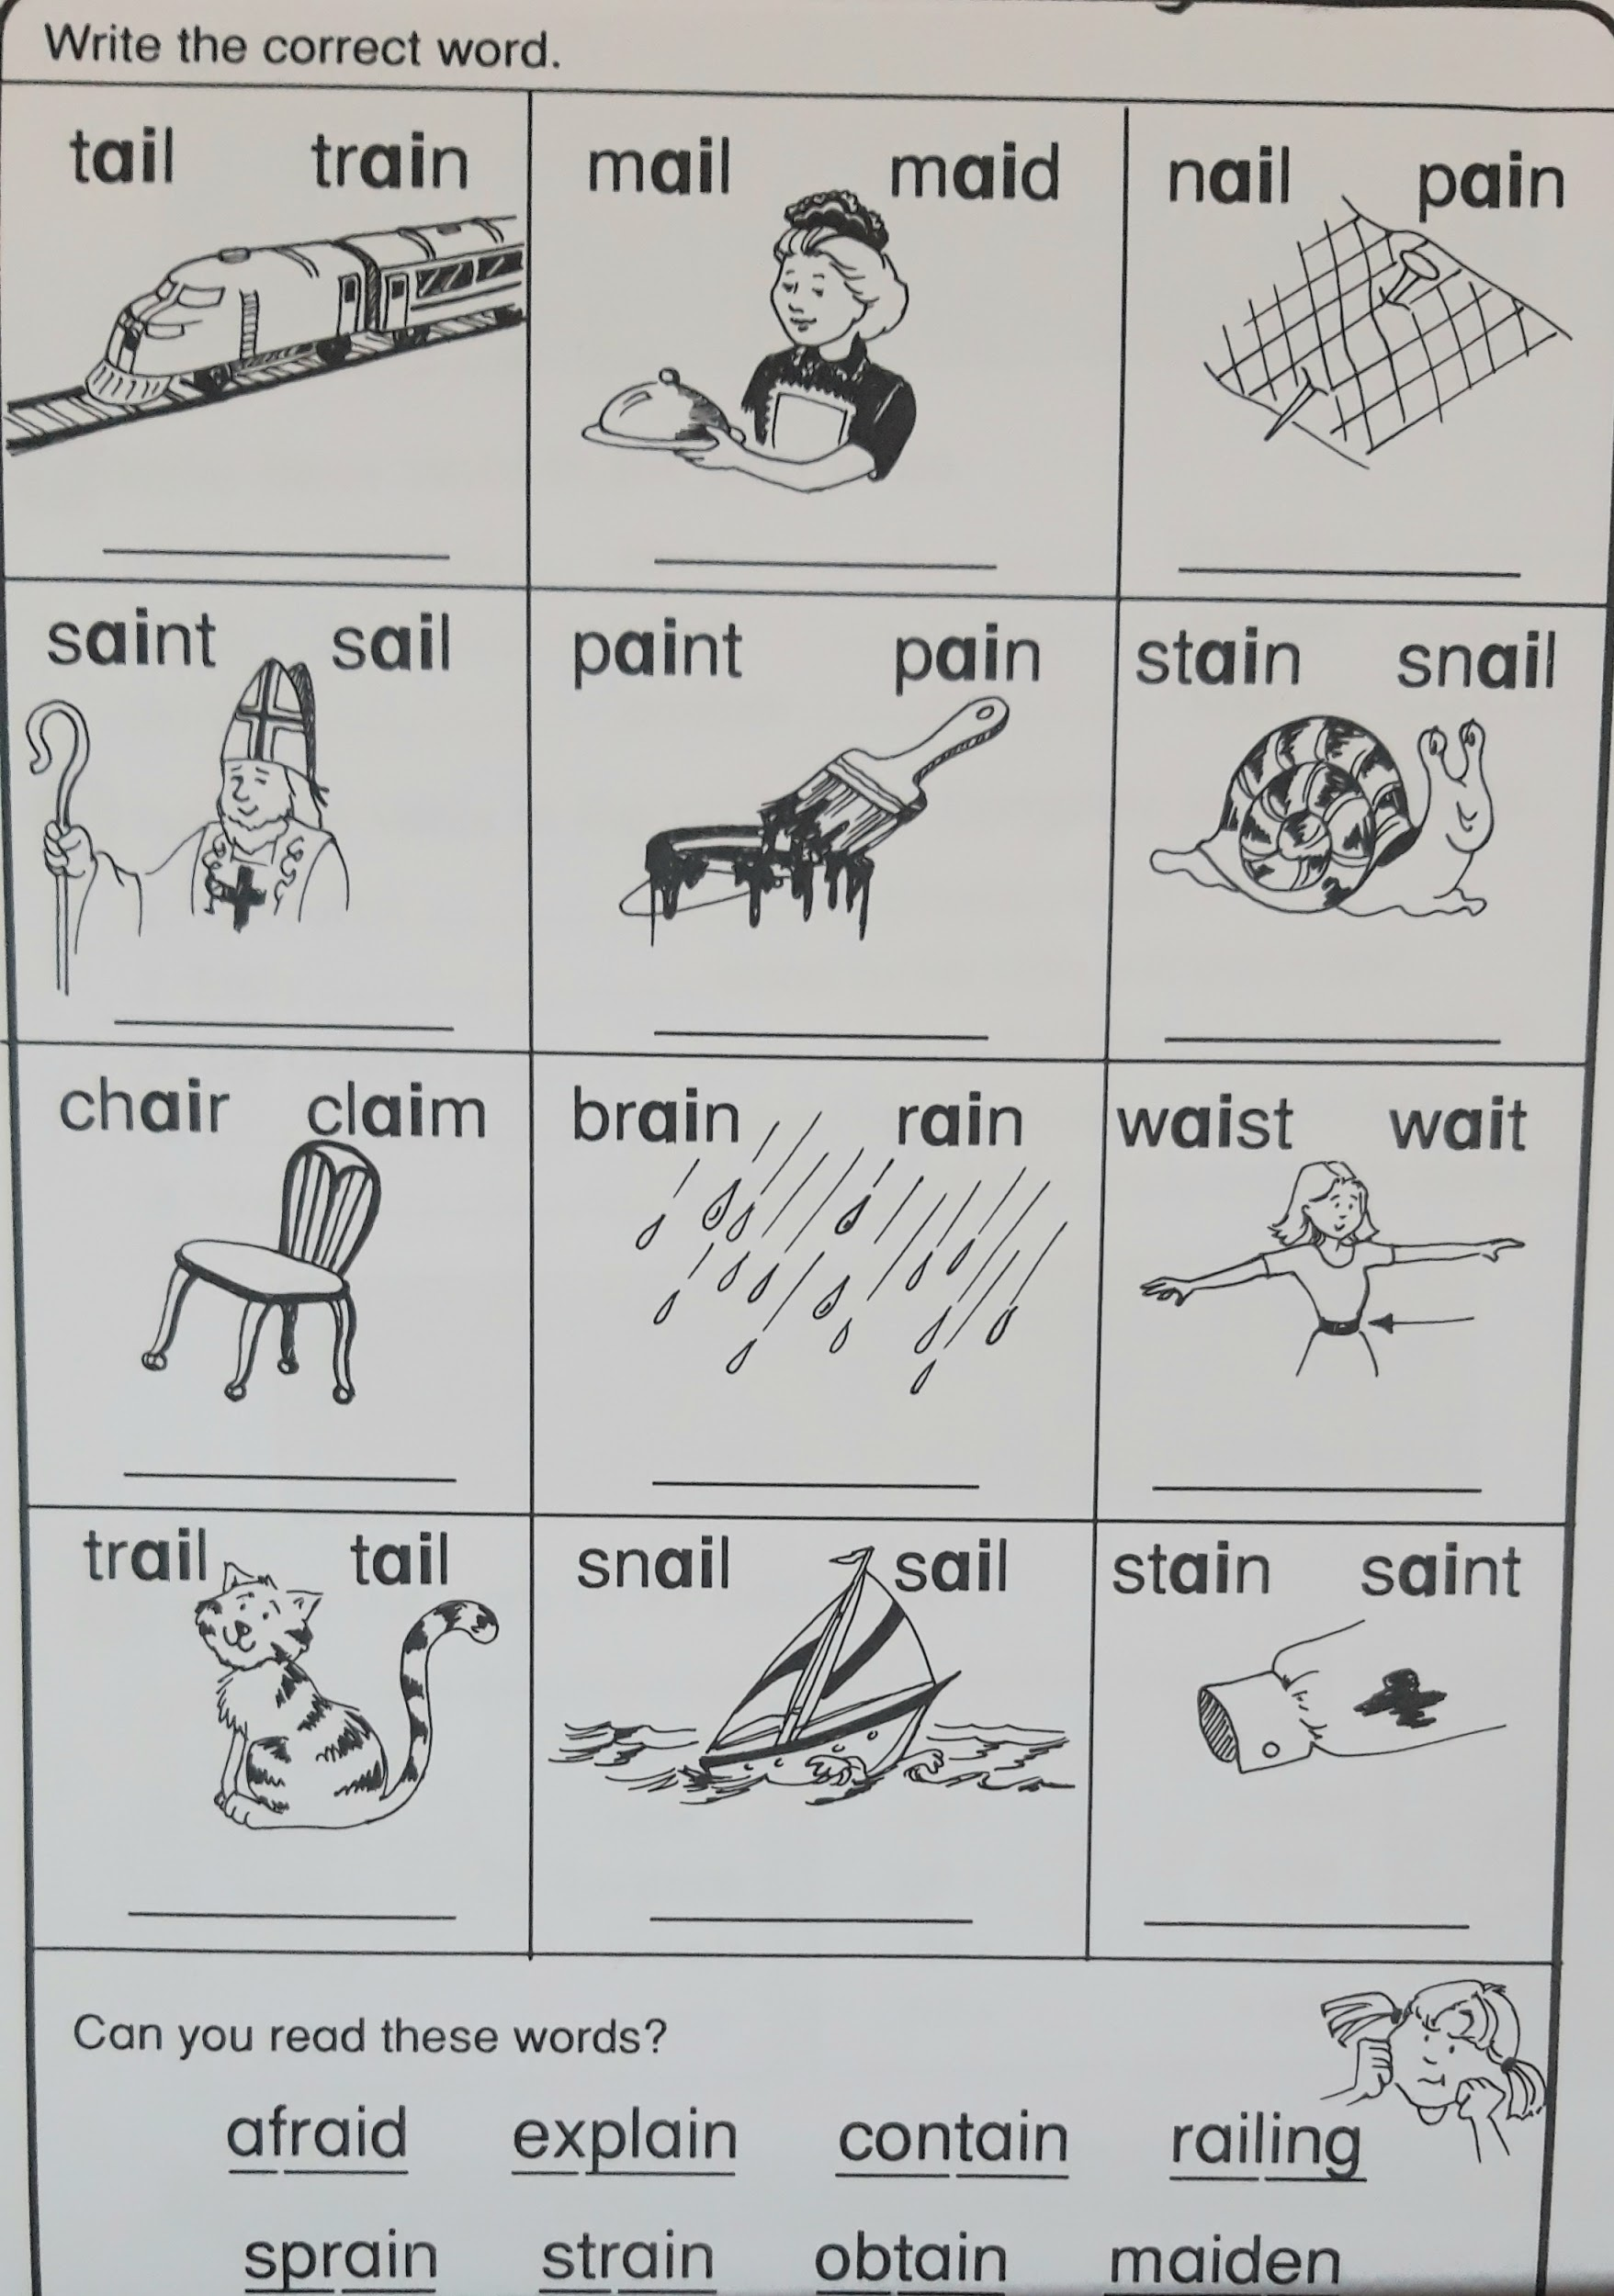 Write the correct word.
tail train mail maid nail pain
saint sail paint pain stain snail
chair claim brain rain waist wait
trail tail snail sail stain saint
Can you read these words?
afraid explain contain railing
sprain strain obtain maiden